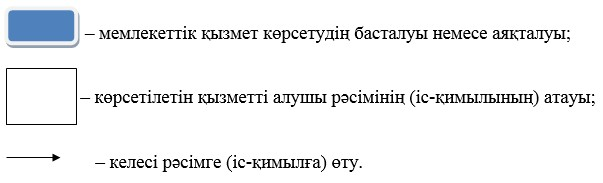 – мемлекеттік қызмет көрсетудің басталуы немесе аяқталуы;
– көрсетілетін қызметті алушы рәсімінің (іс-қимылының) атауы;
– келесі рәсімге (іс-қимылға) өту.